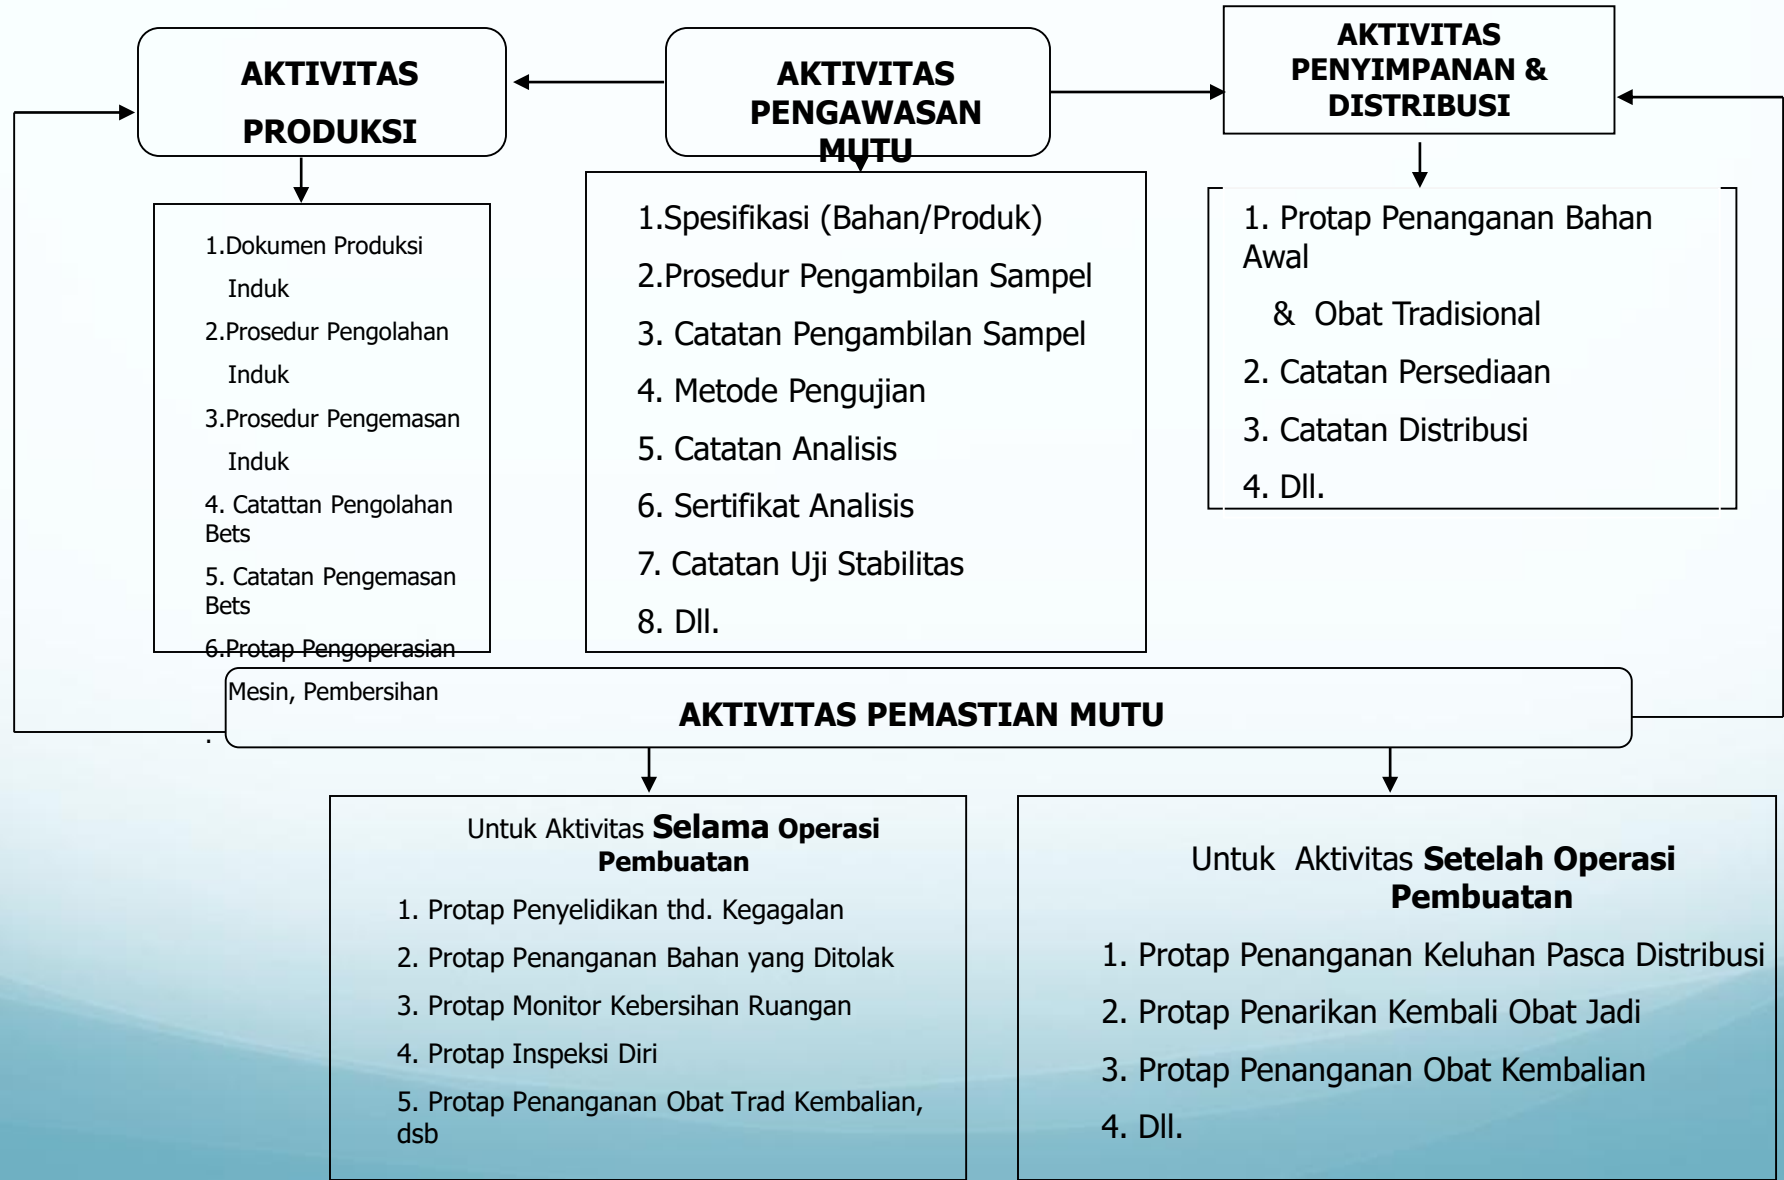 AKTIVITAS
PRODUKSI
1.Dokumen Produksi
Induk
2.Prosedur Pengolahan
Induk
3.Prosedur Pengemasan
Induk
4. Catattan Pengolahan
Bets
5. Catatan Pengemasan
Bets
6.Protap Pengoperasian
Mesin, Pembersihan
.
AKTIVITAS
PENGAWASAN
MUTU
1.Spesifikasi (Bahan/Produk)
2.Prosedur Pengambilan Sampel
3. Catatan Pengambilan Sampel
4. Metode Pengujian
5. Catatan Analisis
6. Sertifikat Analisis
7. Catatan Uji Stabilitas
8. Dll.
AKTIVITAS
PENYIMPANAN &
DISTRIBUSI
1. Protap Penanganan Bahan
Awal
& Obat Tradisional
2. Catatan Persediaan
3. Catatan Distribusi
4. Dll.
AKTIVITAS PEMASTIAN MUTU
Untuk Aktivitas Selama Operasi
Pembuatan
1. Protap Penyelidikan thd. Kegagalan
2. Protap Penanganan Bahan yang Ditolak
3. Protap Monitor Kebersihan Ruangan
4. Protap Inspeksi Diri
5. Protap Penanganan Obat Trad Kembalian,
dsb
Untuk Aktivitas Setelah Operasi
Pembuatan
1. Protap Penanganan Keluhan Pasca Distribusi
2. Protap Penarikan Kembali Obat Jadi
3. Protap Penanganan Obat Kembalian
4. Dll.